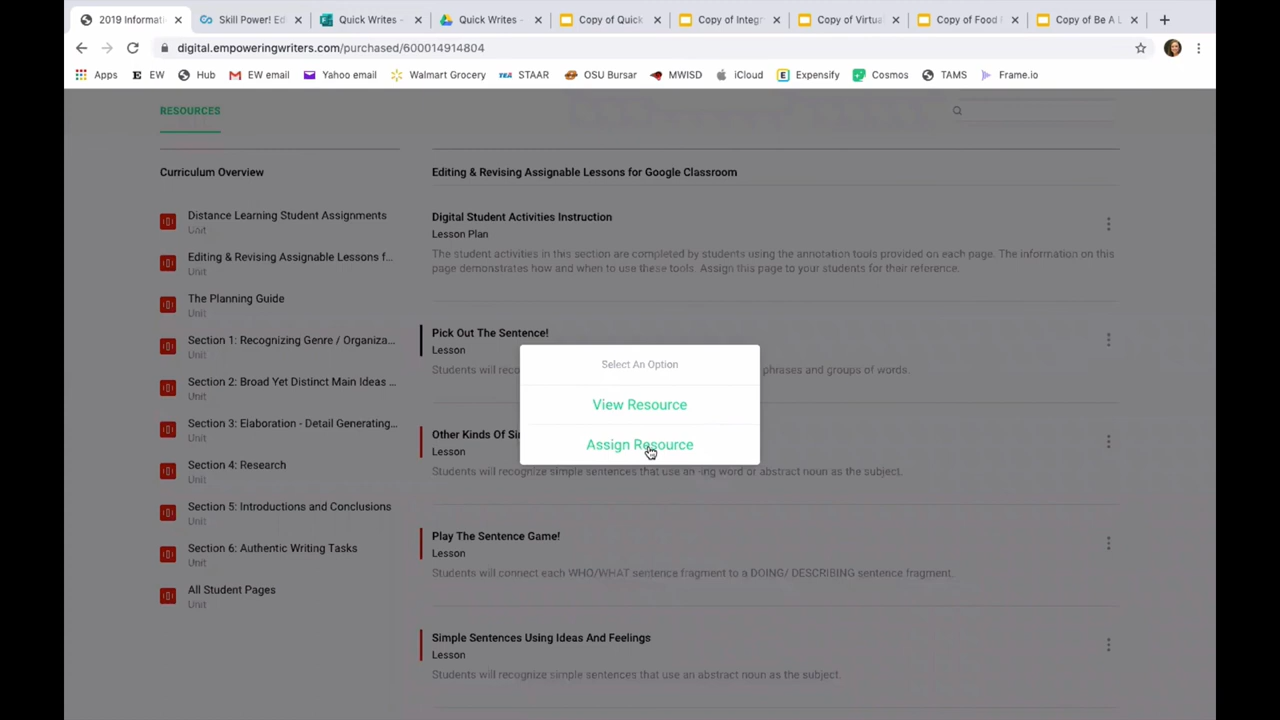 2019 Informati
Skill Power! Ed
Quick Writes -
Quick Writes -
Copy of Quick
Copy of Integr
Copy of Virtua
Copy of Food
Copy of Be A L
digital.empoweringwriters.com/purchased/600014914804
Apps
EW
Hub
EW email
Yahoo email
Walmart Grocery
TEA STAAR
OSU Bursar
MWISD
iCloud
Expensify
Cosmos
TAMS
Frame.io
RESOURCES
Curriculum Overview
Distance Learning Student Assignments
Unit
Editing & Revising Assignable Lessons f...
Unit
The Planning Guide
Unit
Section 1: Recognizing Genre / Organiza...
Unit
Section 2: Broad Yet Distinct Main Ideas ...
Unit
Section 3: Elaboration - Detail Generating...
Unit
Section 4: Research
Unit
Section 5: Introductions and Conclusions
Unit
Section 6: Authentic Writing Tasks
Unit
All Student Pages
Unit
Editing & Revising Assignable Lessons for Google Classroom
Digital Student Activities Instruction
Lesson Plan
The student activities in this section are completed by students using the annotation tools provided on each page. The information on this
page demonstrates how and when to use these tools. Assign this page to your students for their reference.
Pick Out The Sentence!
Lesson
Students will reco
phrases and groups of words.
Other Kinds Of Si
Lesson
Students will recognize simple sentences that use an -ing word or abstract noun as the subject.
Play The Sentence Game!
Lesson
Students will connect each WHO/WHAT sentence fragment to a DOING/ DESCRIBING sentence fragment.
Simple Sentences Using Ideas And Feelings
Lesson
Students will recognize simple sentences that use an abstract noun as the subject.
Select An Option
View Resource
Assign Resource